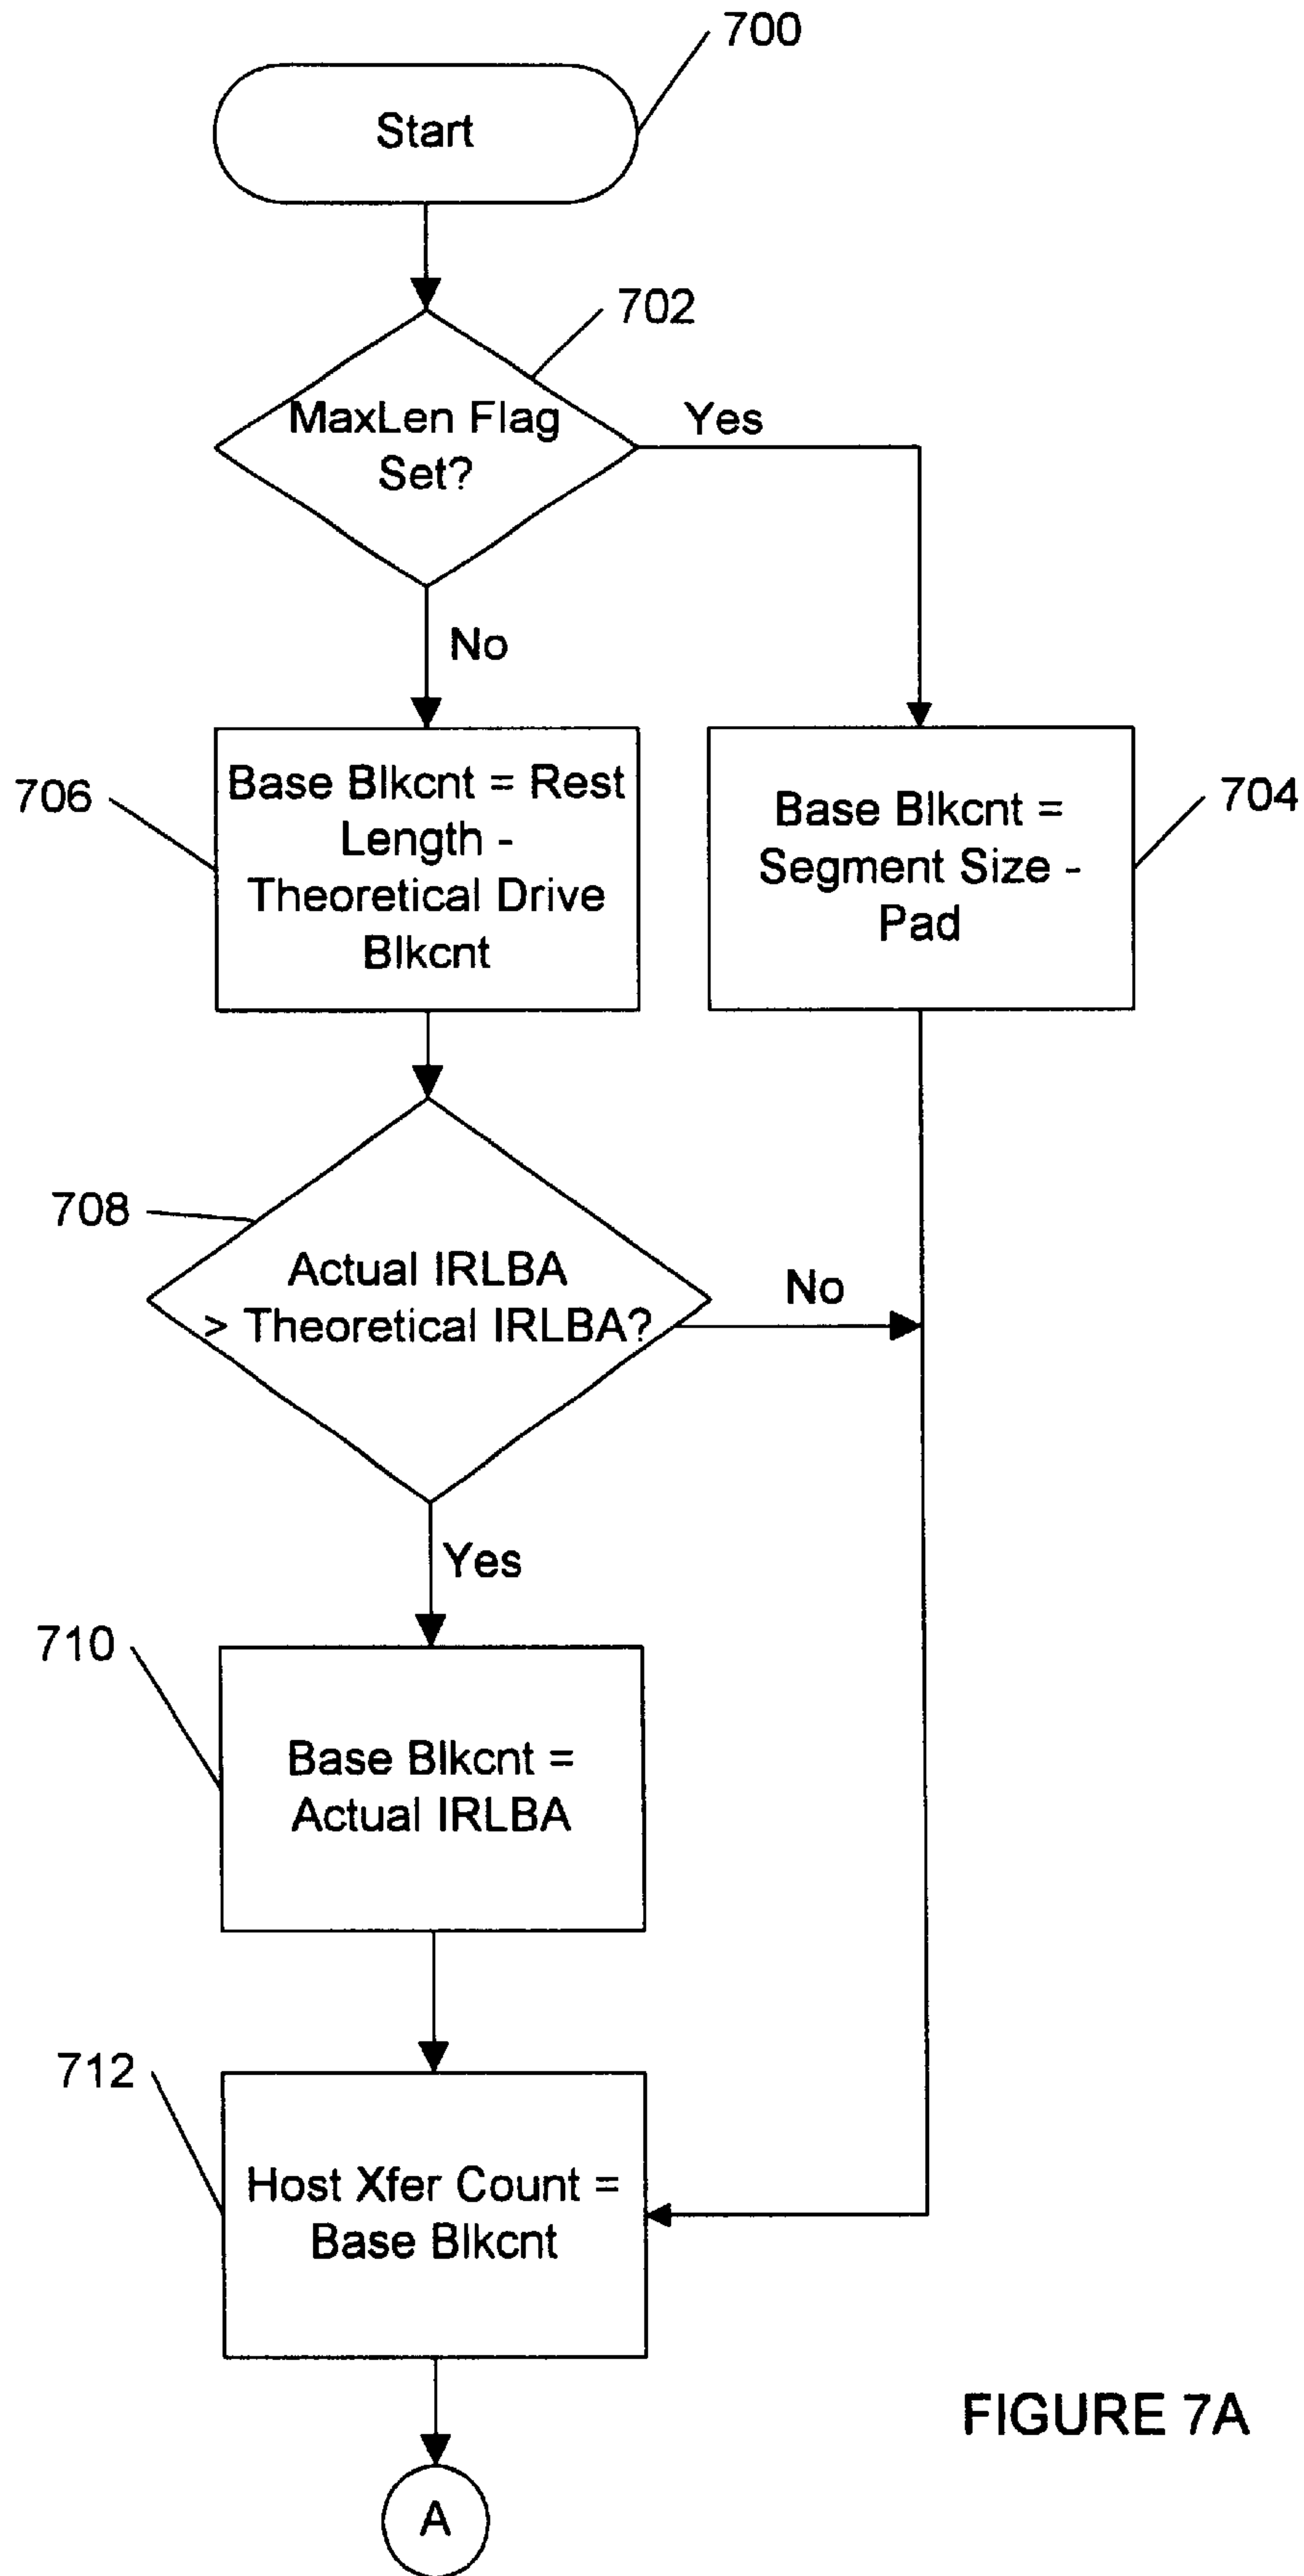 700
Start
702
MaxLen Flag
Set?
Yes
No
706
Base Blkcnt = Rest
Length -
Theoretical Drive
Blkcnt
Base Blkcnt =
Segment Size -
Pad
704
708
Actual IRLBA
> Theoretical IRLBA?
No
Yes
710
Base Blkcnt =
Actual IRLBA
712
Host Xfer Count =
Base Blkcnt
FIGURE 7A
A